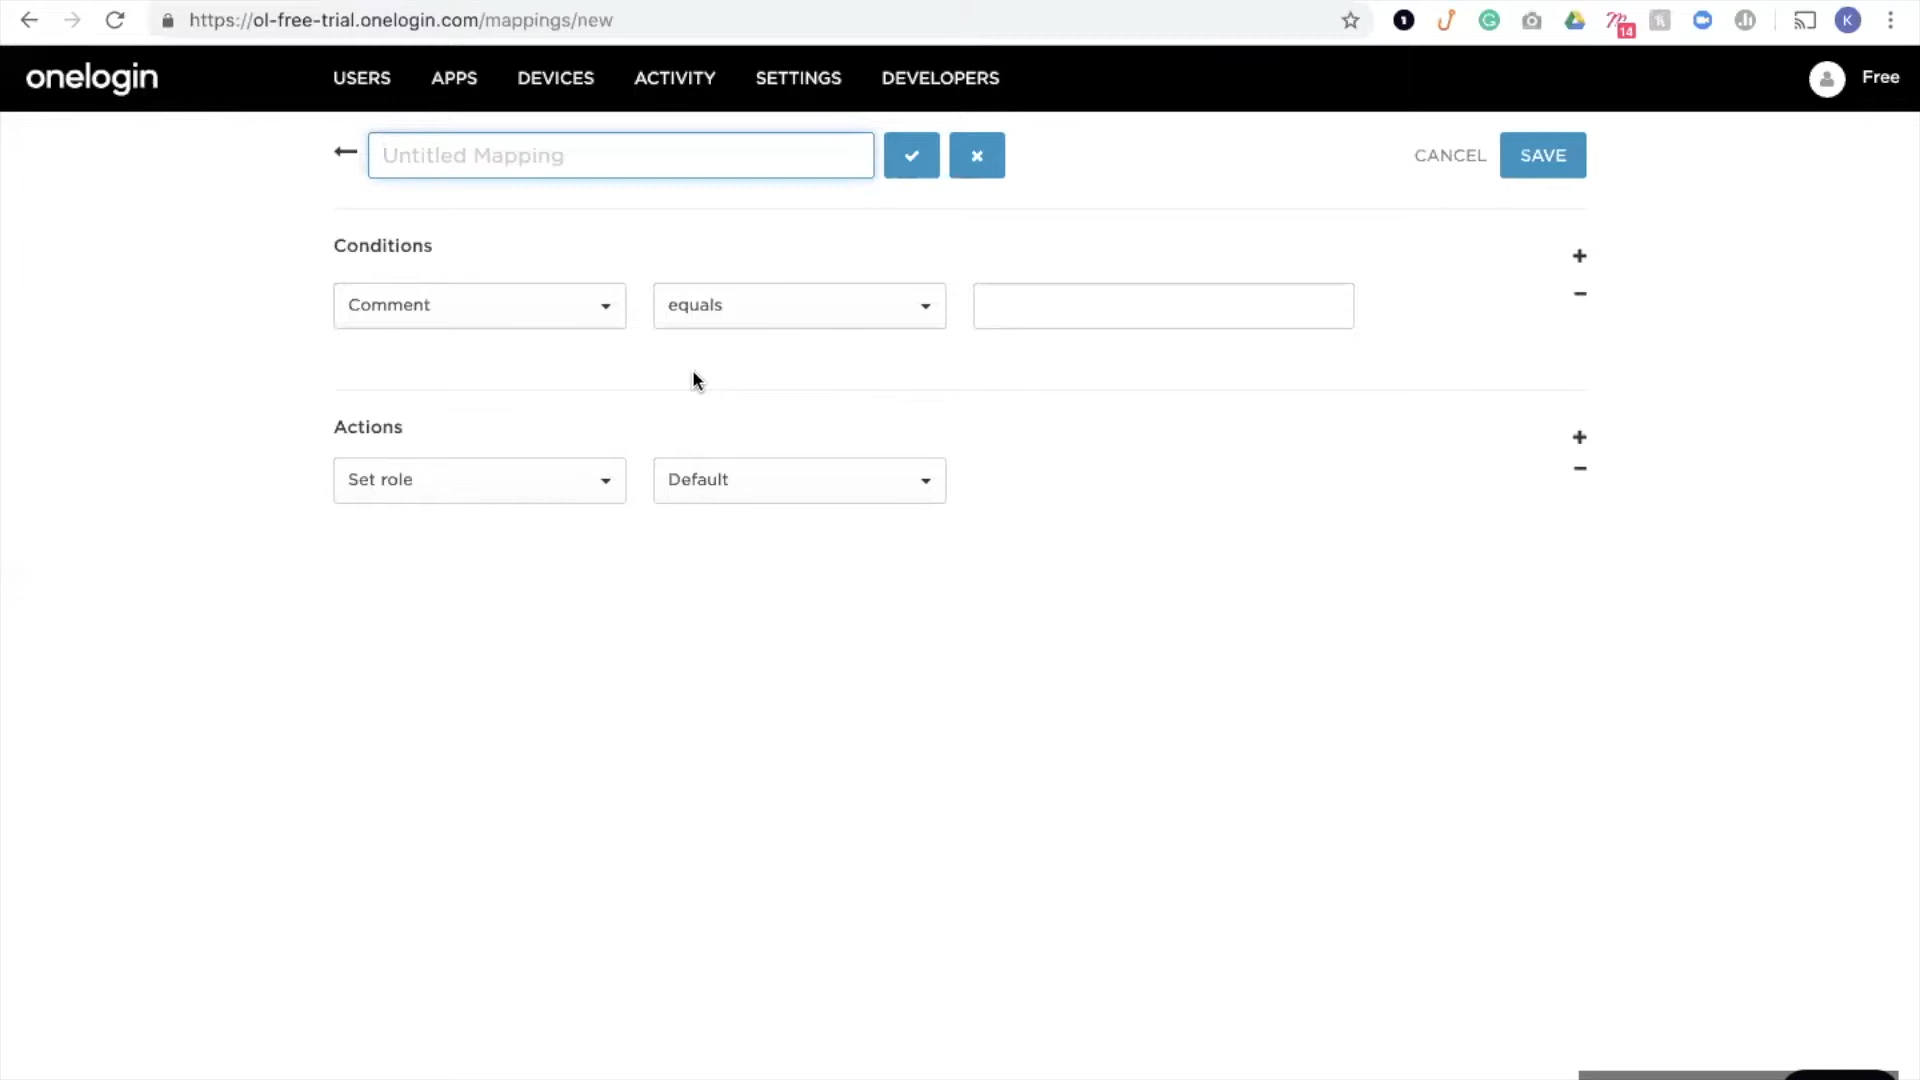 https://ol-free-trial.onelogin.com/mappings/new
14
K
onelogin
USERS APPS DEVICES ACTIVITY SETTINGS DEVELOPERS
Free
Untitled Mapping
CANCEL SAVE
Conditions
Comment equals
Actions
Set role Default